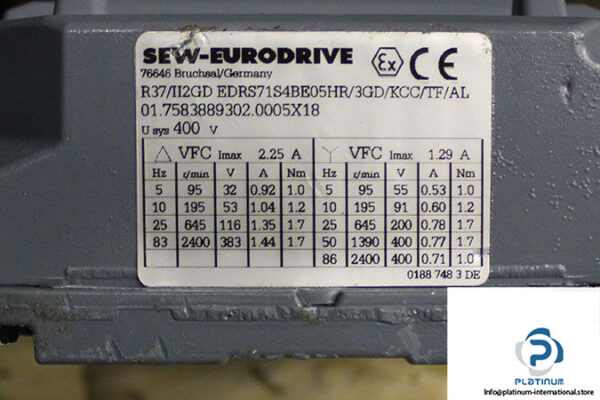 SEW-EURODRIVE
76646 Bruchsal/Germany
Ex CE
R37/II2GD EDRS71S4BE05HR/3GD/KCC/TF/AL
01.7583889302.0005X18
U sys 400 V
△ VFC Imax 2.25 A Y VFC Imax 1.29 A
Hz r/min V A Nm Hz r/min V A Nm
5 95 32 0.92 1.0 5 95 55 0.53 1.0
10 195 53 1.04 1.2 10 195 91 0.60 1.2
25 645 116 1.35 1.7 25 645 200 0.78 1.7
83 2400 383 1.44 1.7 50 1390 400 0.77 1.7
86 2400 400 0.71 1.0
0188 748 3 DE
PLATINUM
Info@platinum-international.store